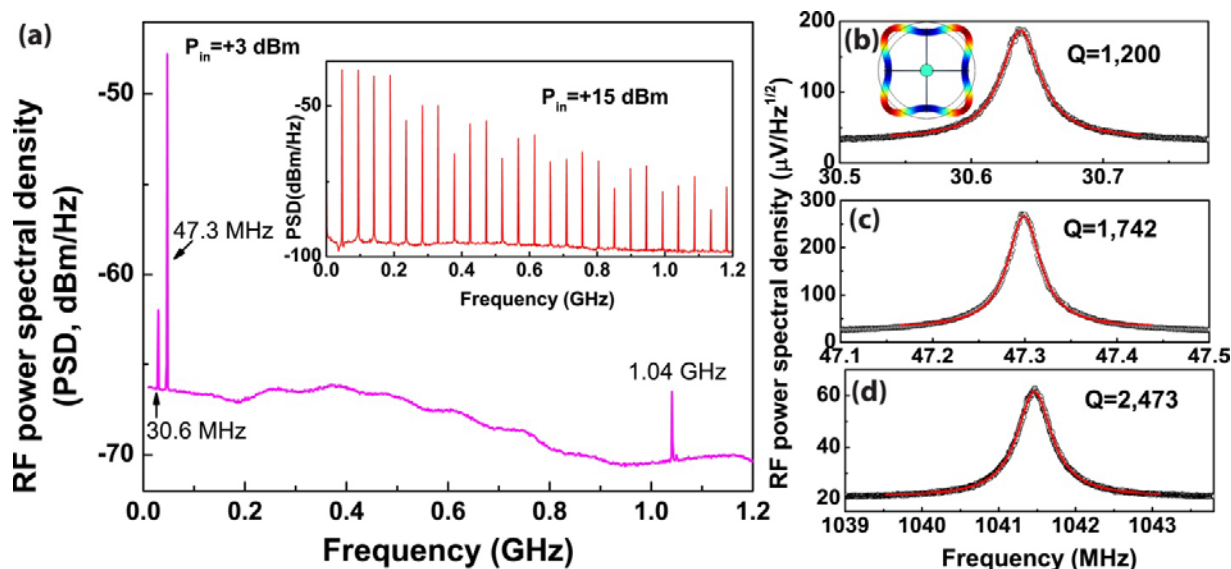 (a)
P_in=+3 dBm
P_in=+15 dBm
47.3 MHz
30.6 MHz
1.04 GHz
-50
-60
-70
RF power spectral density
(PSD, dBm/Hz)
0.0 0.2 0.4 0.6 0.8 1.0 1.2
Frequency (GHz)
PSD(dBm/Hz)
-50
-100
0.0 0.2 0.4 0.6 0.8 1.0 1.2
Frequency (GHz)
RF power spectral density (μV/Hz^1/2)
(b)
Q=1,200
200
100
0
30.5 30.6 30.7
(c)
Q=1,742
300
200
100
0
47.1 47.2 47.3 47.4 47.5
(d)
Q=2,473
60
40
20
1039 1040 1041 1042 1043
Frequency (MHz)